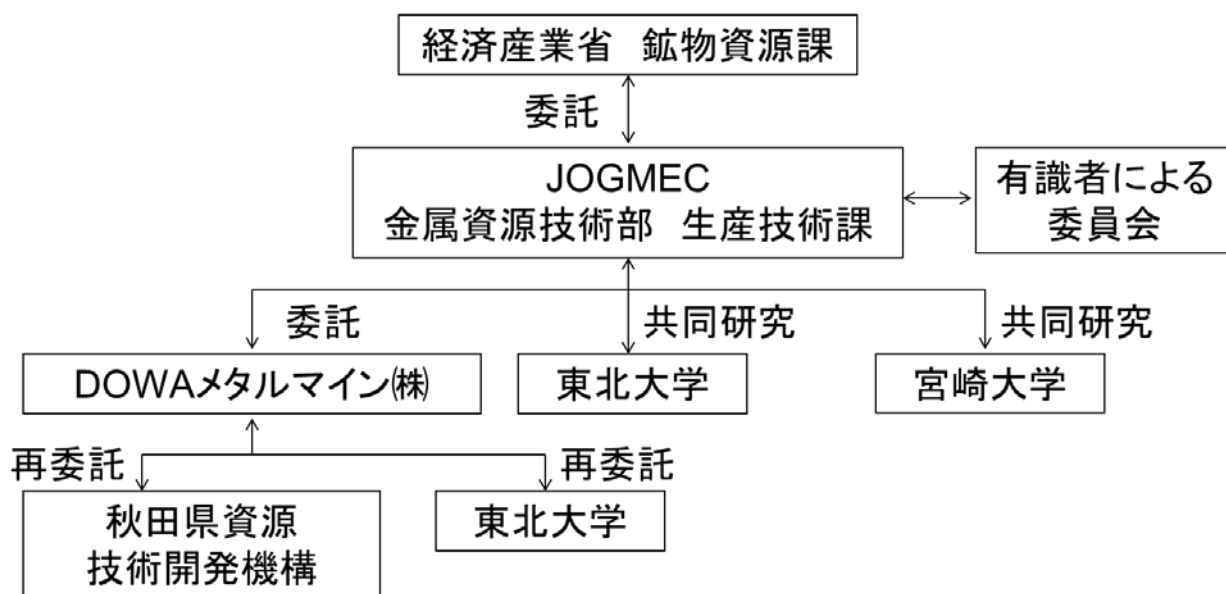 経済産業省 鉱物資源課
委託
JOGMEC
金属資源技術部 生産技術課
有識者による
委員会
委託
共同研究
共同研究
DOWAメタルマイン㈱
東北大学
宮崎大学
再委託
再委託
秋田県資源
技術開発機構
東北大学